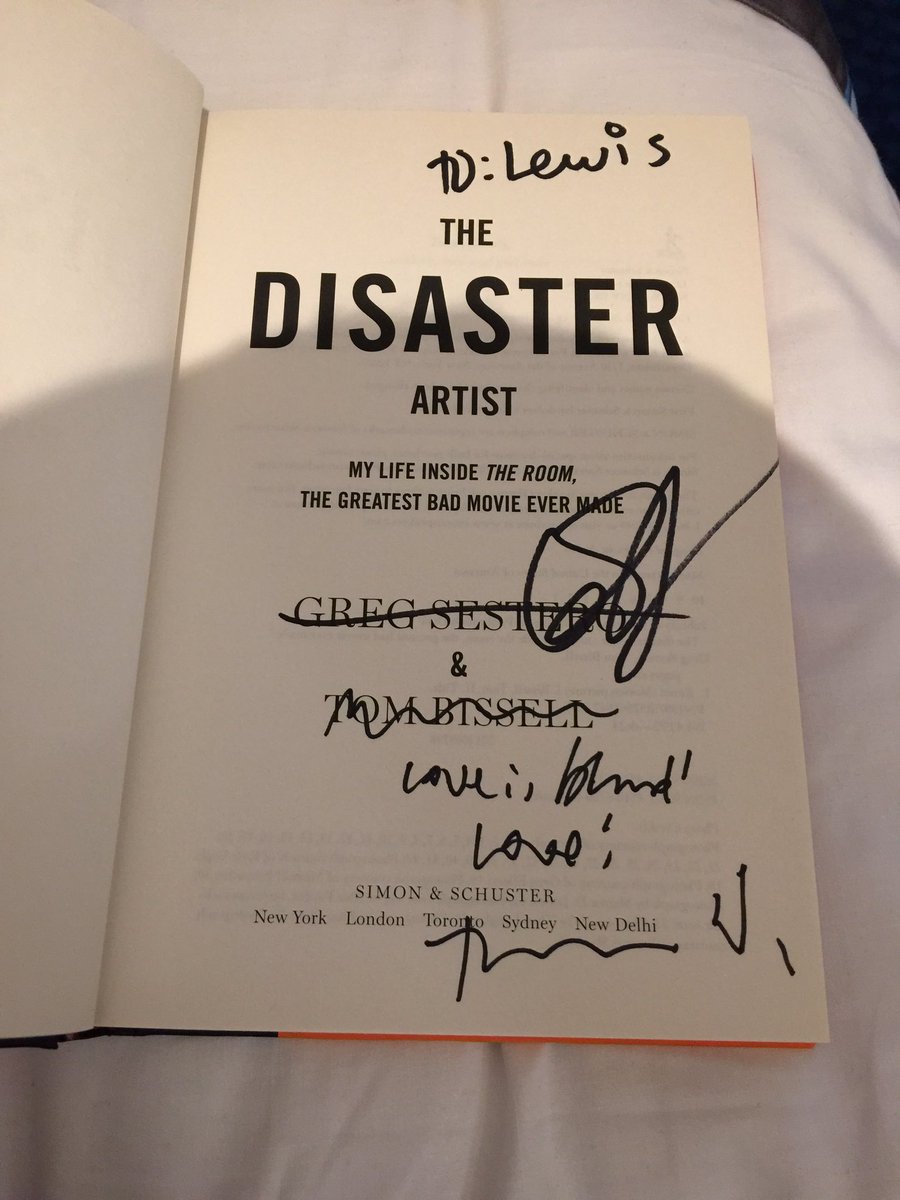 to: Lewis
THE
DISASTER
ARTIST
MY LIFE INSIDE THE ROOM,
THE GREATEST BAD MOVIE EVER MADE
GREG SESTERO
&
TOM BISSELL
Love is blind!
Love!
SIMON & SCHUSTER
New York London Toronto Sydney New Delhi